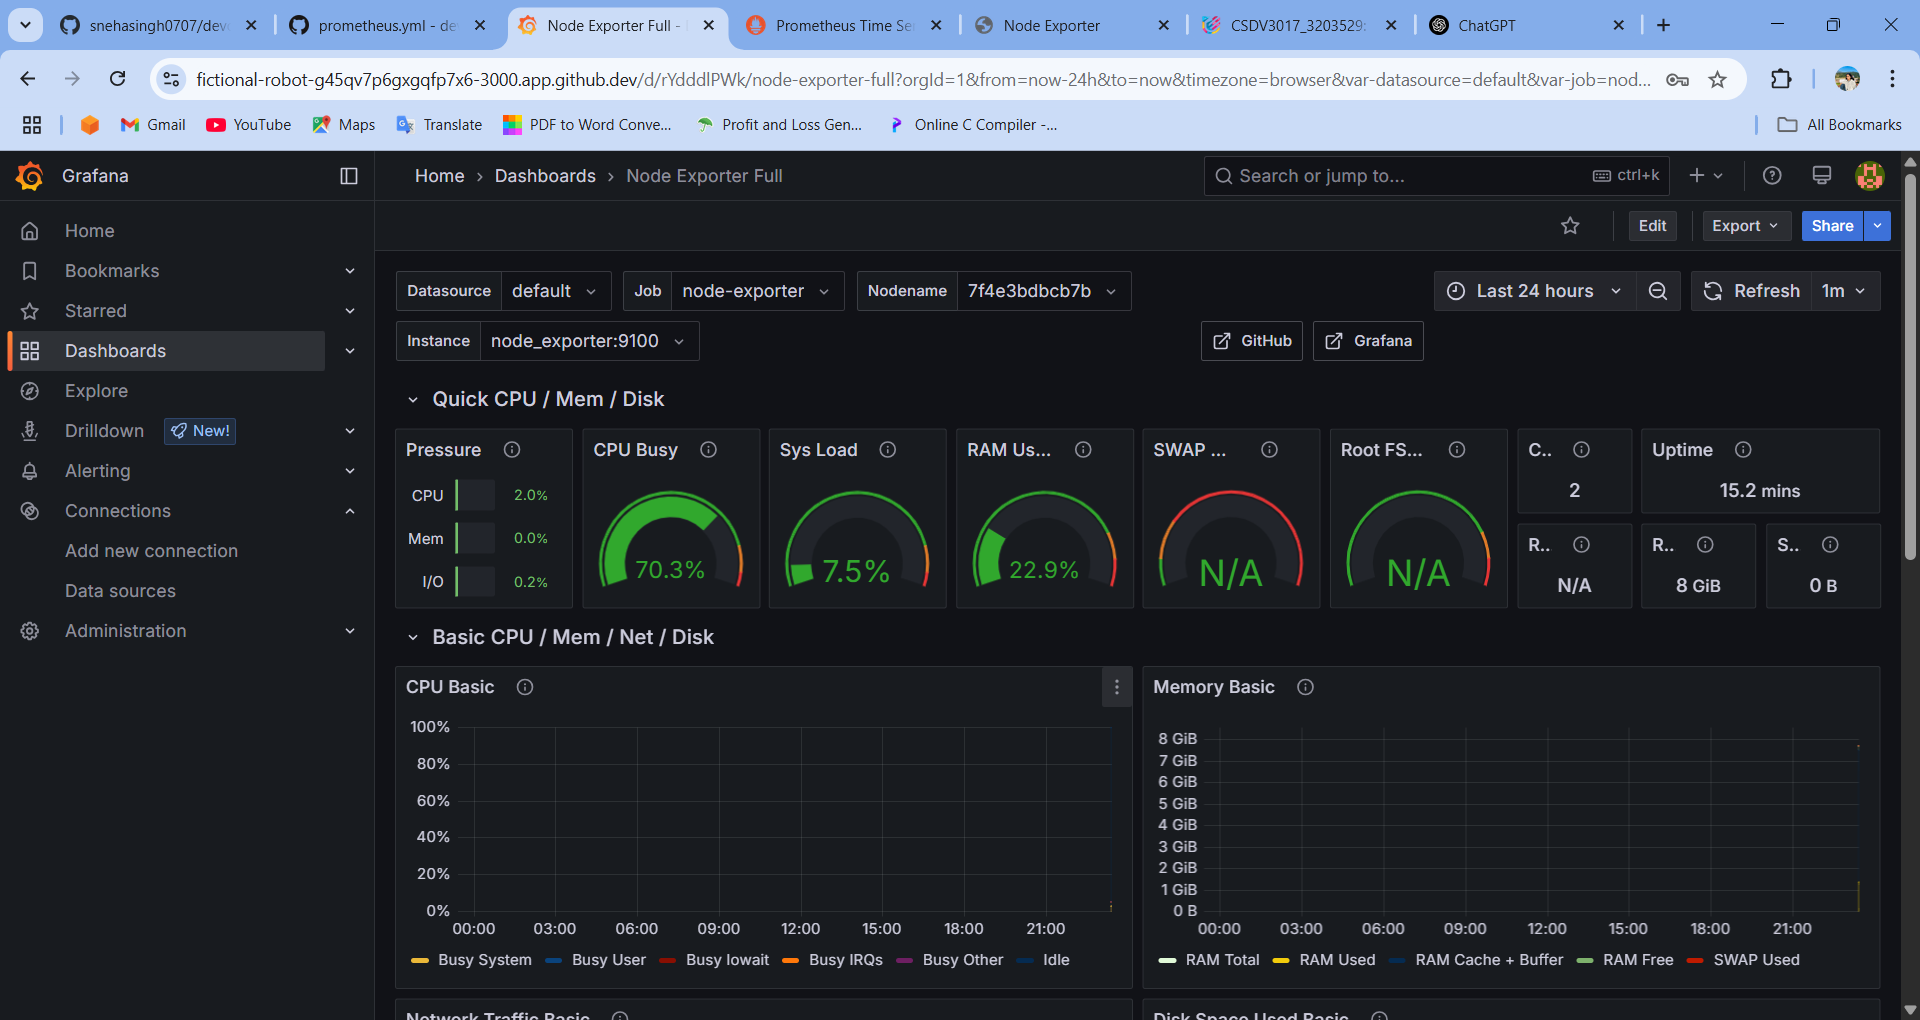 snehasingh0707/dev
prometheus.yml - de
Node Exporter Full -
Prometheus Time Se
Node Exporter
CSDV3017_3203529
ChatGPT
fictional-robot-g45qv7p6gxgqfp7x6-3000.app.github.dev/d/rYdddlPWk/node-exporter-full?orgId=1&from=now-24h&to=now&timezone=browser&var-datasource=default&var-job=nod...
Gmail
YouTube
Maps
Translate
PDF to Word Conve...
Profit and Loss Gen...
Online C Compiler -...
All Bookmarks
Grafana
Home › Dashboards › Node Exporter Full
Search or jump to...
ctrl+k
Home
Bookmarks
Starred
Dashboards
Explore
Drilldown
New!
Alerting
Connections
Add new connection
Data sources
Administration
Edit
Export
Share
Datasource default
Job node-exporter
Nodename 7f4e3bdbcb7b
Last 24 hours
Refresh 1m
Instance node_exporter:9100
GitHub
Grafana
Quick CPU / Mem / Disk
Pressure
CPU 2.0%
Mem 0.0%
I/O 0.2%
CPU Busy
70.3%
Sys Load
7.5%
RAM Us...
22.9%
SWAP ...
N/A
Root FS...
N/A
C..
2
Uptime
15.2 mins
R..
N/A
R..
8 GiB
S..
0 B
Basic CPU / Mem / Net / Disk
CPU Basic
100%
80%
60%
40%
20%
0%
00:00 03:00 06:00 09:00 12:00 15:00 18:00 21:00
Busy System Busy User Busy Iowait Busy IRQs Busy Other Idle
Memory Basic
8 GiB
7 GiB
6 GiB
5 GiB
4 GiB
3 GiB
2 GiB
1 GiB
0 B
00:00 03:00 06:00 09:00 12:00 15:00 18:00 21:00
RAM Total RAM Used RAM Cache + Buffer RAM Free SWAP Used
Network Traffic Basic
Disk Space Used Basic